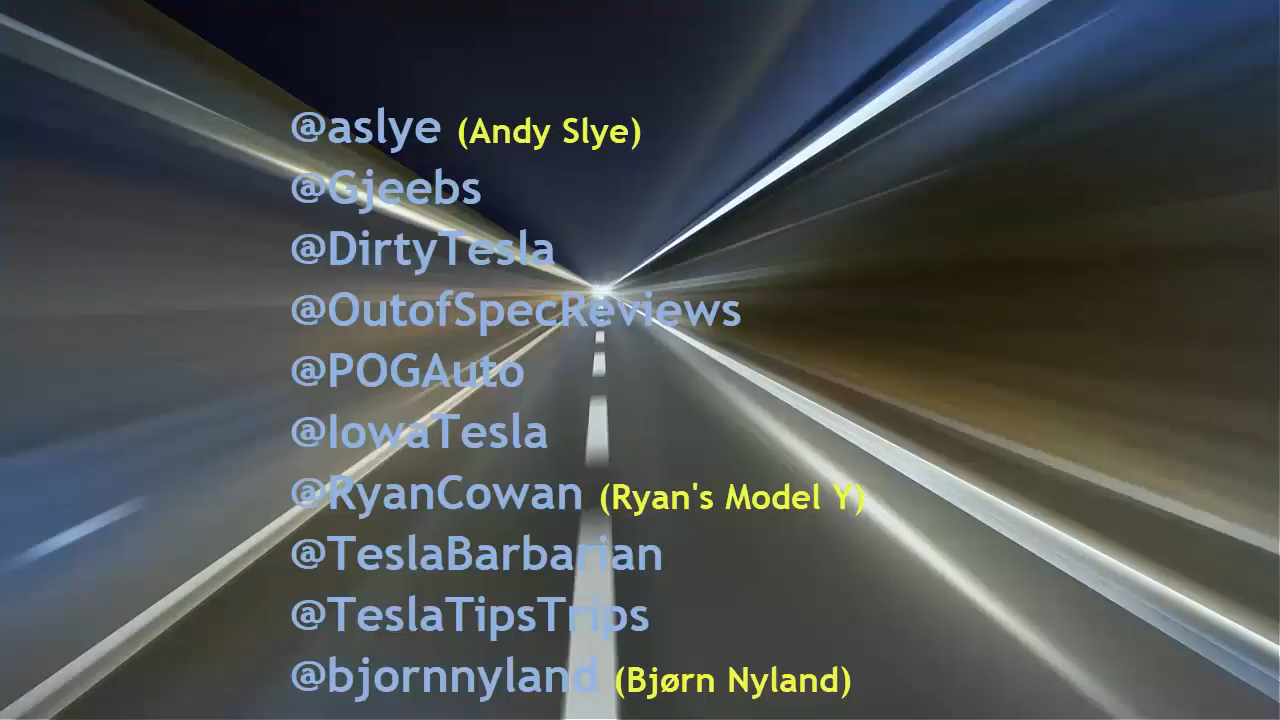 @aslye (Andy Slye)
@Gjeebs
@DirtyTesla
@OutofSpecReviews
@POGAuto
@IowaTesla
@RyanCowan (Ryan's Model Y)
@TeslaBarbarian
@TeslaTipsTrips
@bjornnyland (Bjørn Nyland)